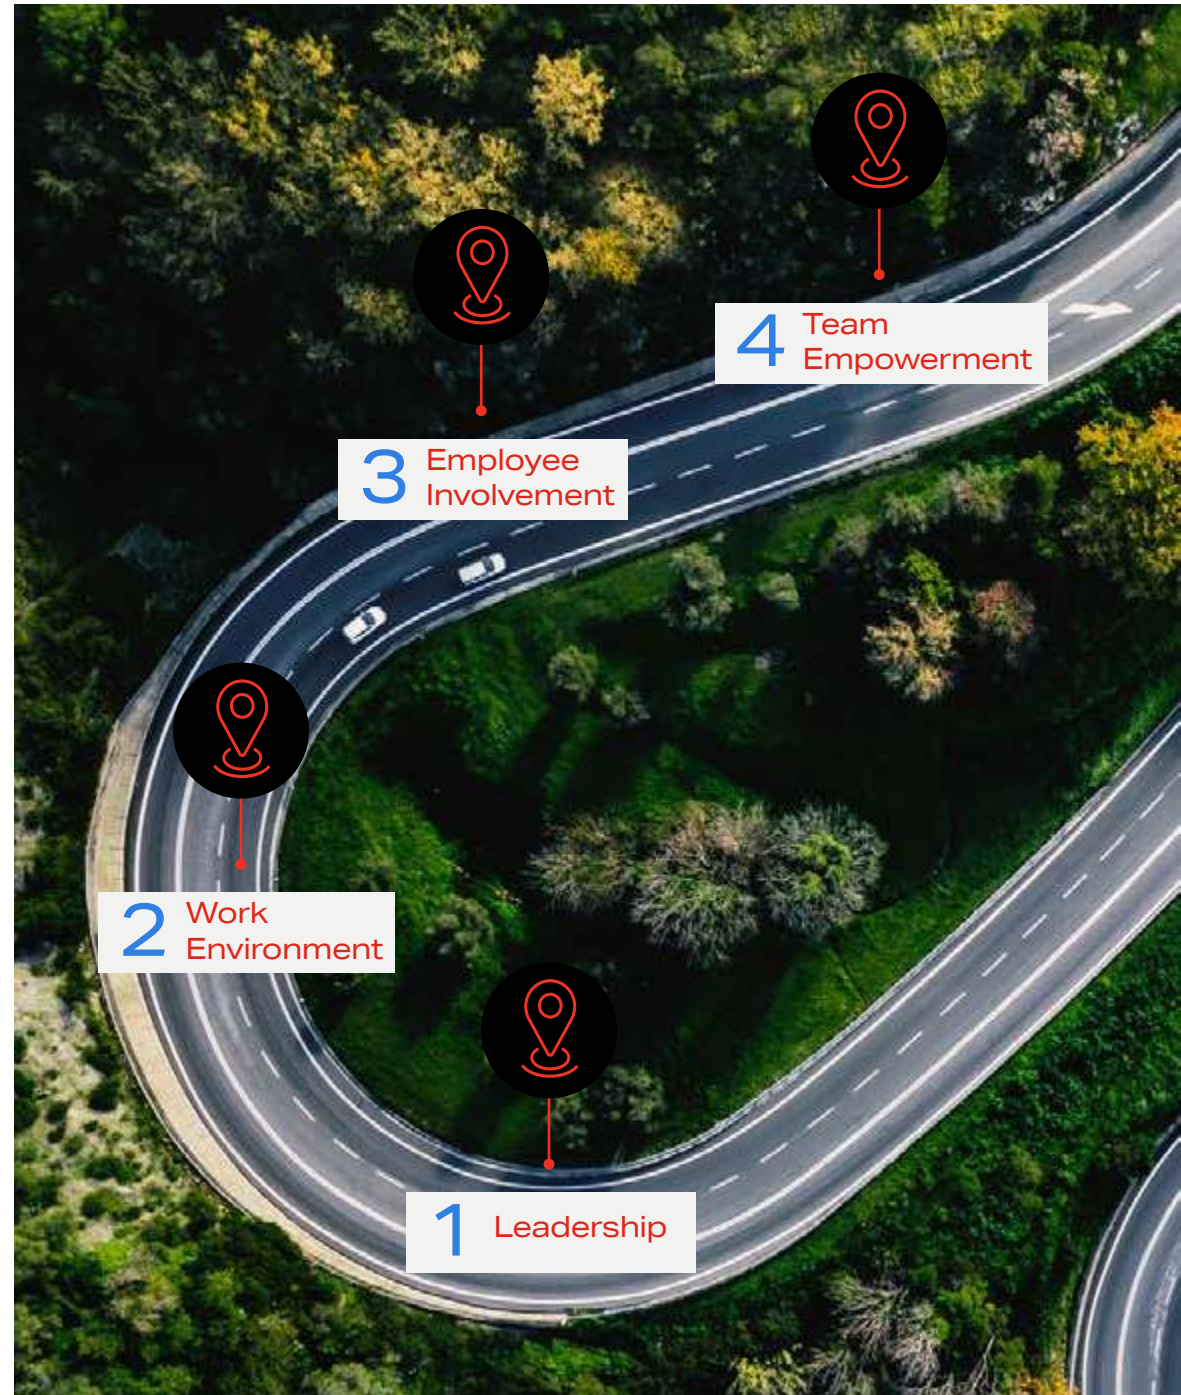 4 Team
Empowerment
3 Employee
Involvement
2 Work
Environment
1 Leadership